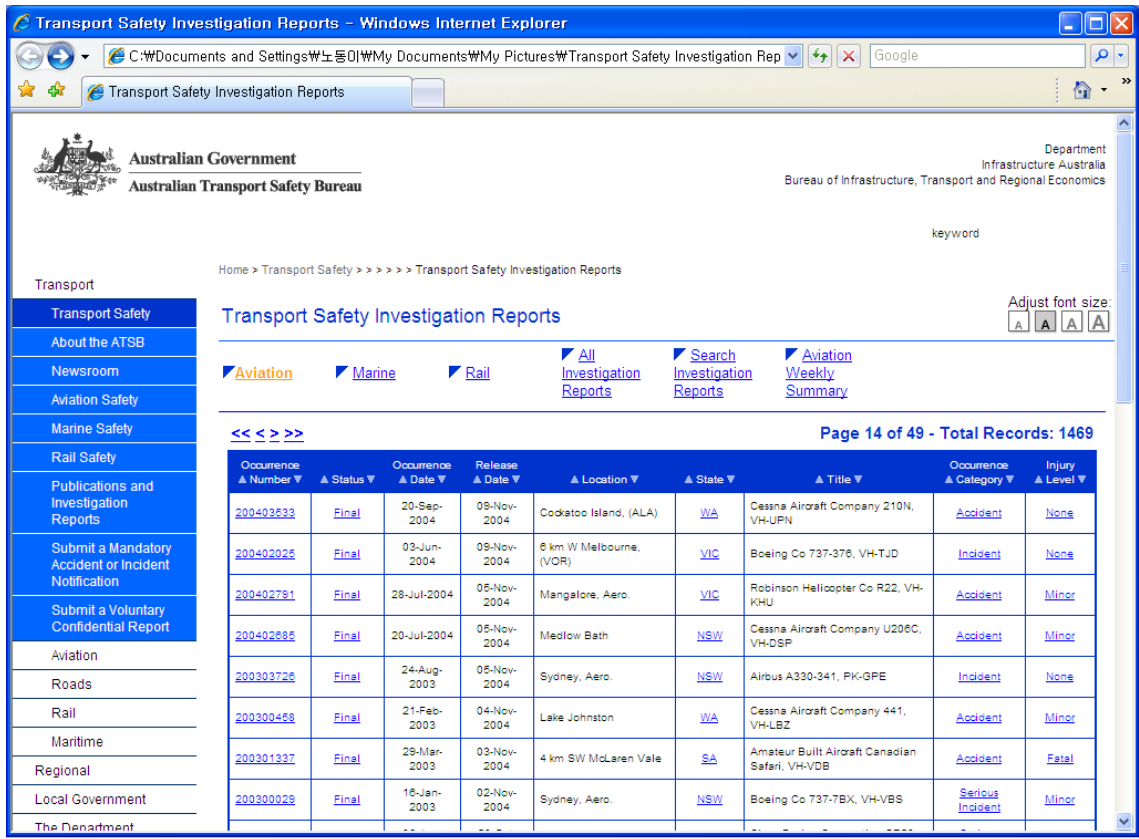 Transport Safety Investigation Reports - Windows Internet Explorer
C:₩Documents and Settings₩노동이₩My Documents₩My Pictures₩Transport Safety Investigation Rep
Google
Transport Safety Investigation Reports
»
Australian Government
Australian Transport Safety Bureau
Department
Infrastructure Australia
Bureau of Infrastructure, Transport and Regional Economics
keyword
Home > Transport Safety > > > > > > Transport Safety Investigation Reports
Transport
Transport Safety
About the ATSB
Newsroom
Aviation Safety
Marine Safety
Rail Safety
Publications and
Investigation
Reports
Submit a Mandatory
Accident or Incident
Notification
Submit a Voluntary
Confidential Report
Aviation
Roads
Rail
Maritime
Regional
Local Government
The Department
Transport Safety Investigation Reports
Adjust font size:
A A A A
Aviation
Marine
Rail
All
Investigation
Reports
Search
Investigation
Reports
Aviation
Weekly
Summary
<< < > >>
Page 14 of 49 - Total Records: 1469
Occurrence
▲ Number ▼
▲ Status ▼
Occurrence
▲ Date ▼
Release
▲ Date ▼
▲ Location ▼
▲ State ▼
▲ Title ▼
Occurrence
▲ Category ▼
Injury
▲ Level ▼
200403533
Final
20-Sep-
2004
09-Nov-
2004
Cockatoo Island, (ALA)
WA
Cessna Aircraft Company 210N,
VH-UPN
Accident
None
200402025
Final
03-Jun-
2004
09-Nov-
2004
6 km W Melbourne,
(VOR)
VIC
Boeing Co 737-376, VH-TJD
Incident
None
200402791
Final
28-Jul-2004
05-Nov-
2004
Mangalore, Aero.
VIC
Robinson Helicopter Co R22, VH-
KHU
Accident
Minor
200402685
Final
20-Jul-2004
05-Nov-
2004
Medlow Bath
NSW
Cessna Aircraft Company U206C,
VH-DSP
Accident
Minor
200303726
Final
24-Aug-
2003
05-Nov-
2004
Sydney, Aero.
NSW
Airbus A330-341, PK-GPE
Incident
None
200300458
Final
21-Feb-
2003
04-Nov-
2004
Lake Johnston
WA
Cessna Aircraft Company 441,
VH-LBZ
Accident
Minor
200301337
Final
29-Mar-
2003
03-Nov-
2004
4 km SW McLaren Vale
SA
Amateur Built Aircraft Canadian
Safari, VH-VDB
Accident
Fatal
200300029
Final
16-Jan-
2003
02-Nov-
2004
Sydney, Aero.
NSW
Boeing Co 737-7BX, VH-VBS
Serious
Incident
Minor